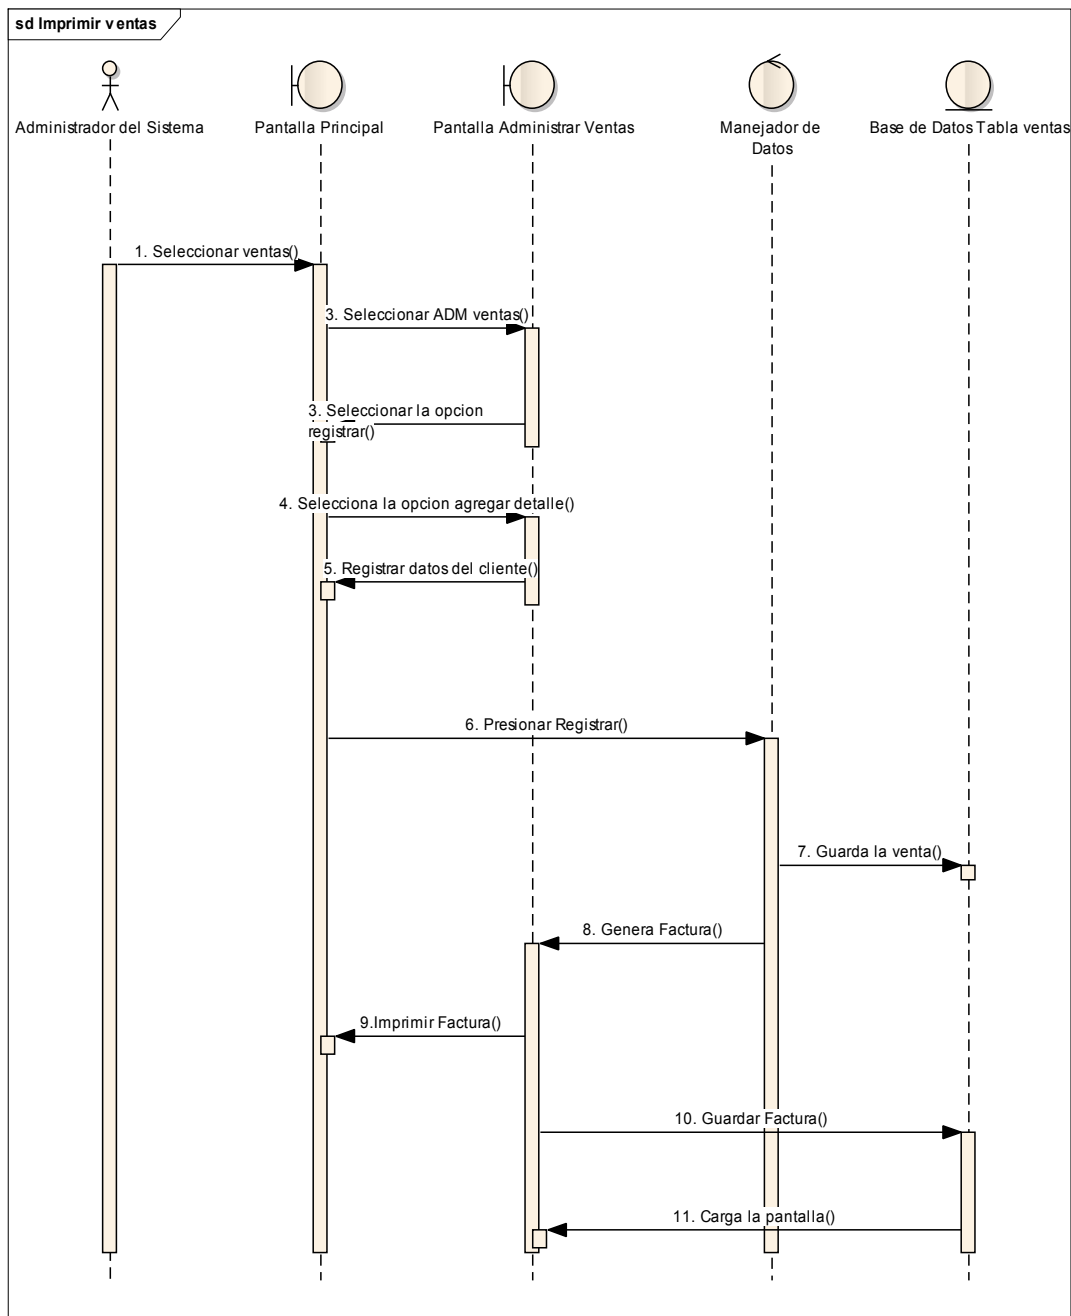 sd Imprimir ventas
Administrador del Sistema
Pantalla Principal
Pantalla Administrar Ventas
Manejador de
Datos
Base de Datos Tabla ventas
1. Seleccionar ventas()
3. Seleccionar ADM ventas()
3. Seleccionar la opcion
registrar()
4. Selecciona la opcion agregar detalle()
5. Registrar datos del cliente()
6. Presionar Registrar()
7. Guarda la venta()
8. Genera Factura()
9.Imprimir Factura()
10. Guardar Factura()
11. Carga la pantalla()